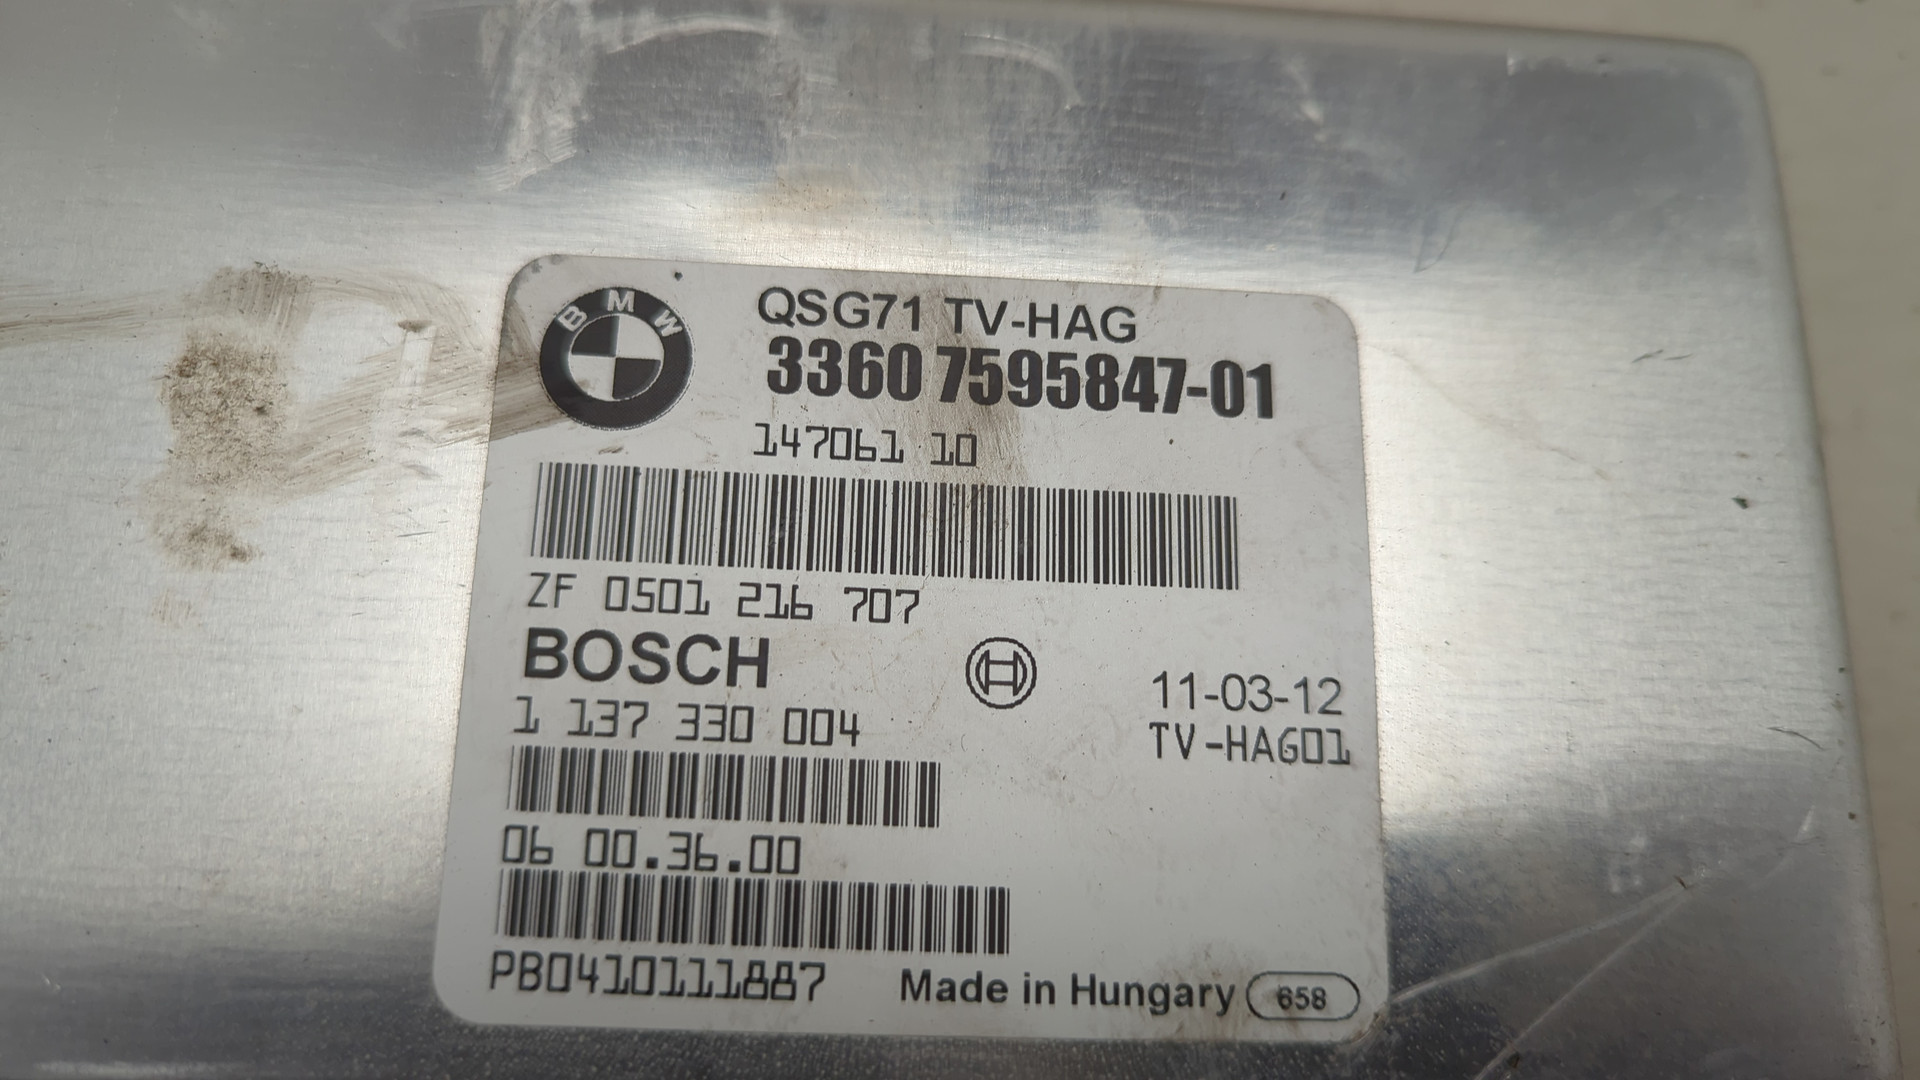 BMW
QSG71 TV-HAG
3360 7595847-01
147061 10
ZF 0501 216 707
BOSCH
1 137 330 004
11-03-12
TV-HAG01
06 00.36.00
PB0410111887
Made in Hungary 658